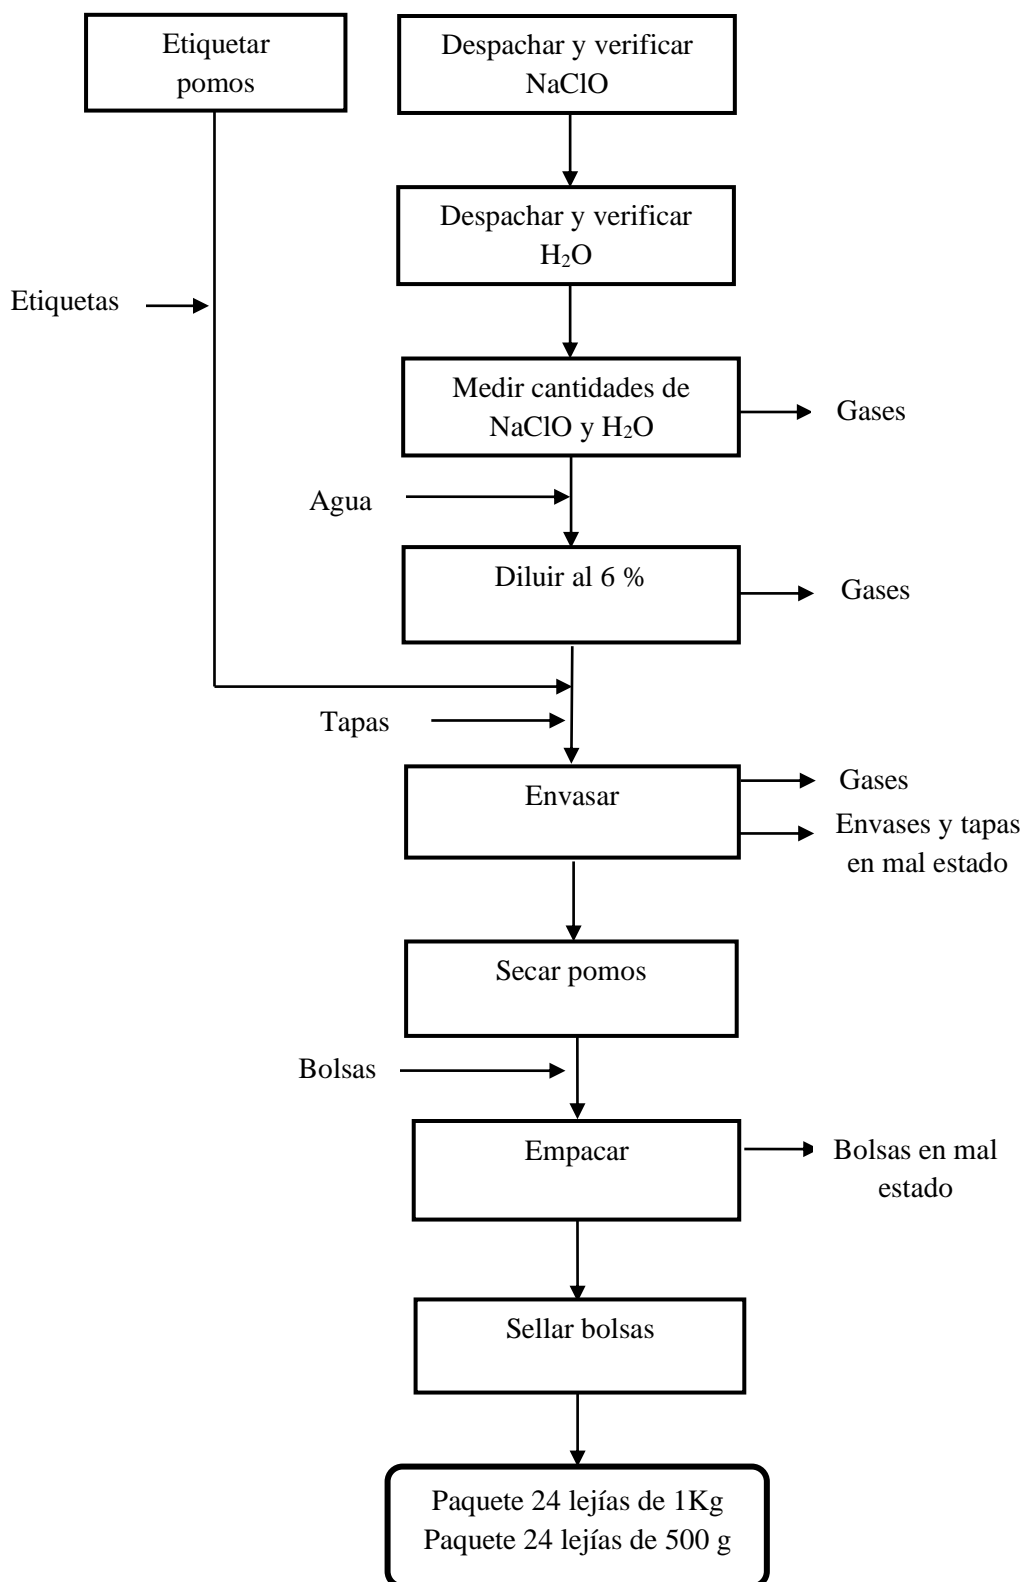 Etiquetar
pomos
Despachar y verificar
NaClO
Despachar y verificar
H₂O
Etiquetas
Medir cantidades de
NaClO y H₂O
Gases
Agua
Diluir al 6 %
Gases
Tapas
Envasar
Gases
Envases y tapas
en mal estado
Secar pomos
Bolsas
Empacar
Bolsas en mal
estado
Sellar bolsas
Paquete 24 lejías de 1Kg
Paquete 24 lejías de 500 g